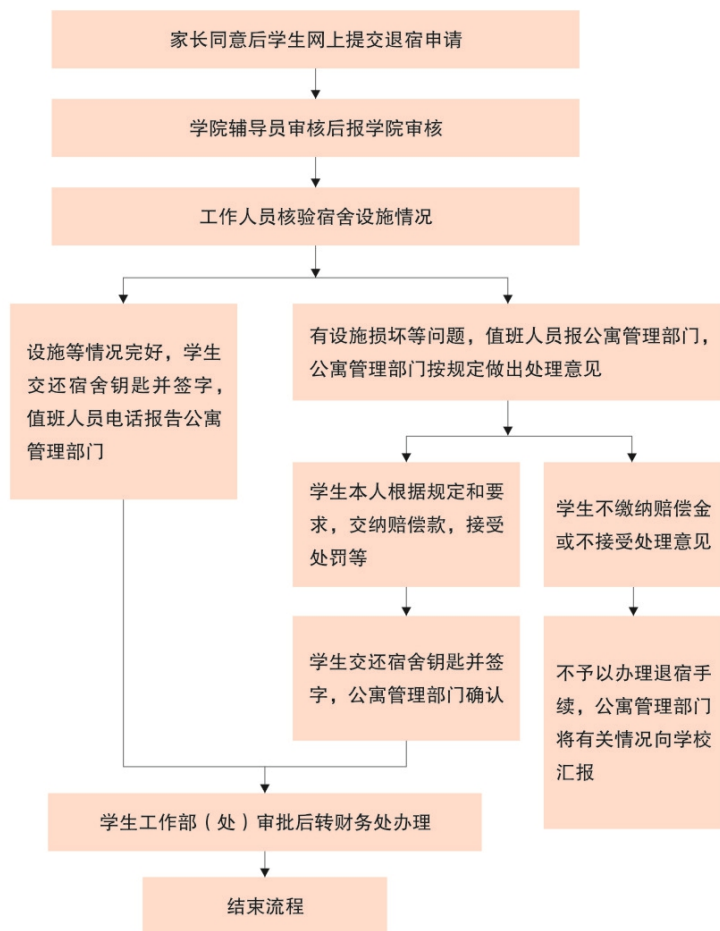 家长同意后学生网上提交退宿申请
学院辅导员审核后报学院审核
工作人员核验宿舍设施情况
设施等情况完好，学生
交还宿舍钥匙并签字，
值班人员电话报告公寓
管理部门
有设施损坏等问题，值班人员报公寓管理部门，
公寓管理部门按规定做出处理意见
学生本人根据规定和要
求，交纳赔偿款，接受
处罚等
学生不缴纳赔偿金
或不接受处理意见
学生交还宿舍钥匙并签
字，公寓管理部门确认
不予以办理退宿手
续，公寓管理部门
将有关情况向学校
汇报
学生工作部（处）审批后转财务处办理
结束流程